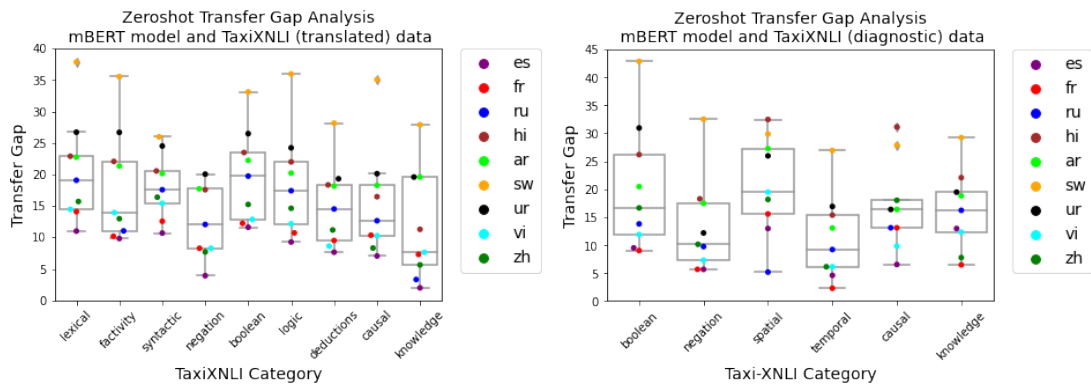 Zeroshot Transfer Gap Analysis
mBERT model and TaxiXNLI (translated) data
Transfer Gap
40
35
30
25
20
15
10
5
0
lexical
factivity
syntactic
negation
boolean
logic
deductions
causal
knowledge
TaxiXNLI Category
es
fr
ru
hi
ar
sw
ur
vi
zh
Zeroshot Transfer Gap Analysis
mBERT model and TaxiXNLI (diagnostic) data
Transfer Gap
45
40
35
30
25
20
15
10
5
0
boolean
negation
spatial
temporal
causal
knowledge
Taxi-XNLI Category
es
fr
ru
hi
ar
sw
ur
vi
zh